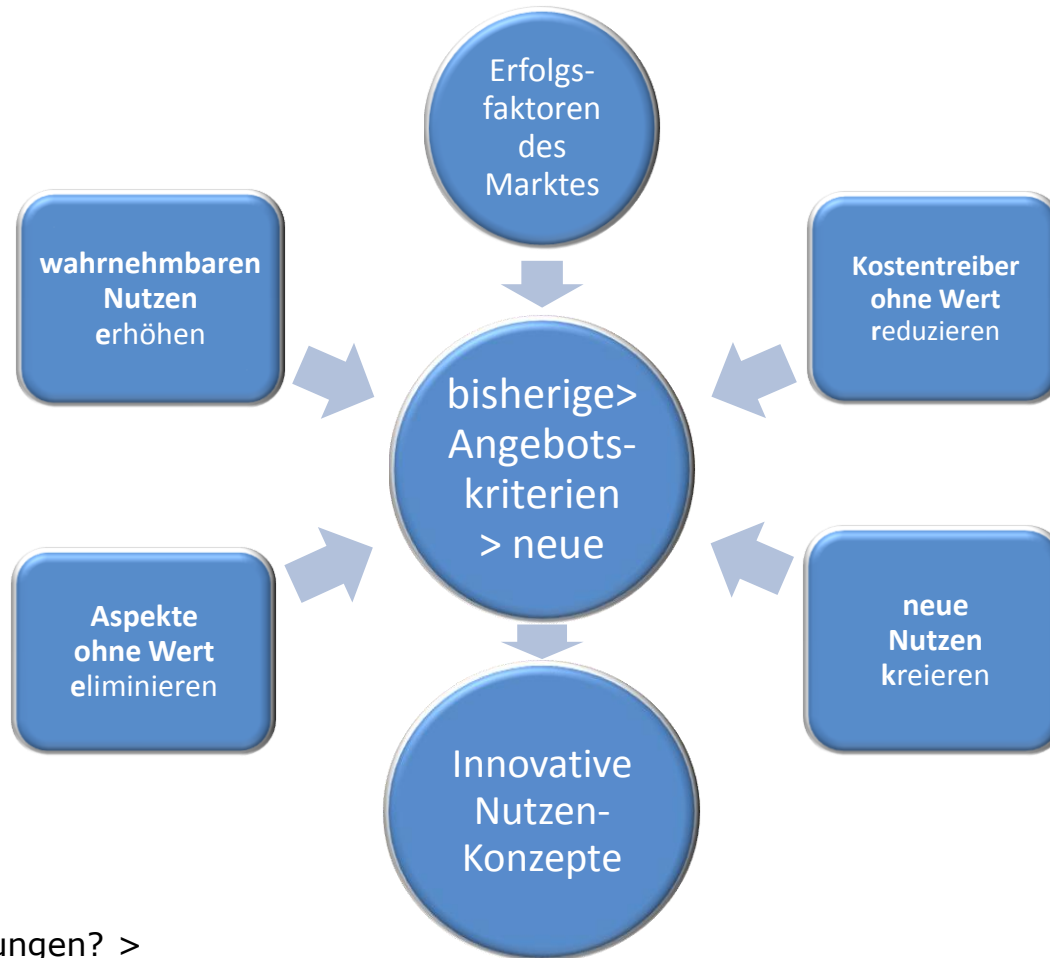 Erfolgs-
faktoren
des
Marktes
wahrnehmbaren
Nutzen
erhöhen
Kostentreiber
ohne Wert
reduzieren
bisherige>
Angebots-
kriterien
> neue
Aspekte
ohne Wert
eliminieren
neue
Nutzen
kreieren
Innovative
Nutzen-
Konzepte
ungen? >